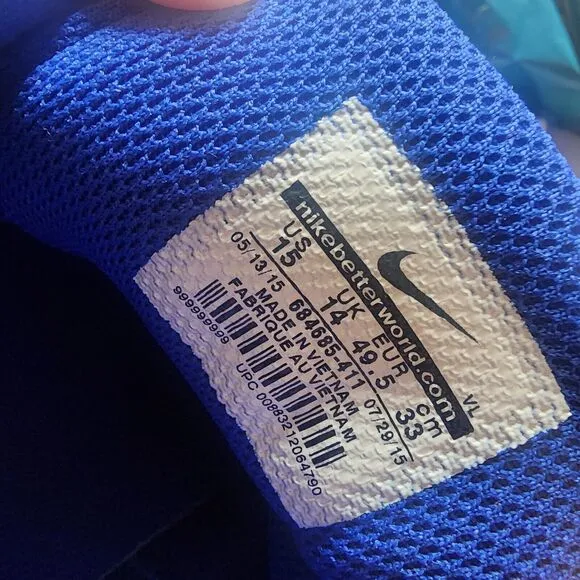 nikebetterworld.com
US UK EUR cm
15 14 49.5 33
05/13/15 684685-411 07/29/15
MADE IN VIETNAM
FABRIQUE AU VIETNAM
9999999999
UPC 00883212064790
VL